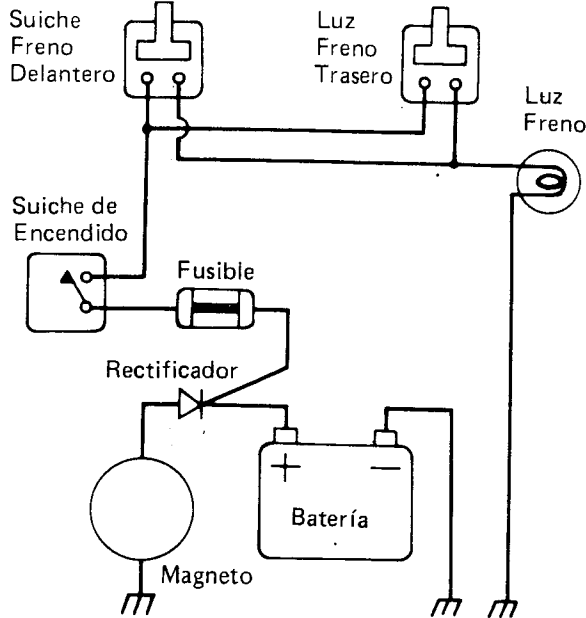 Suiche
Freno
Delantero
Luz
Freno
Trasero
Luz
Freno
Suiche de
Encendido
Fusible
Rectificador
+ −
Batería
Magneto